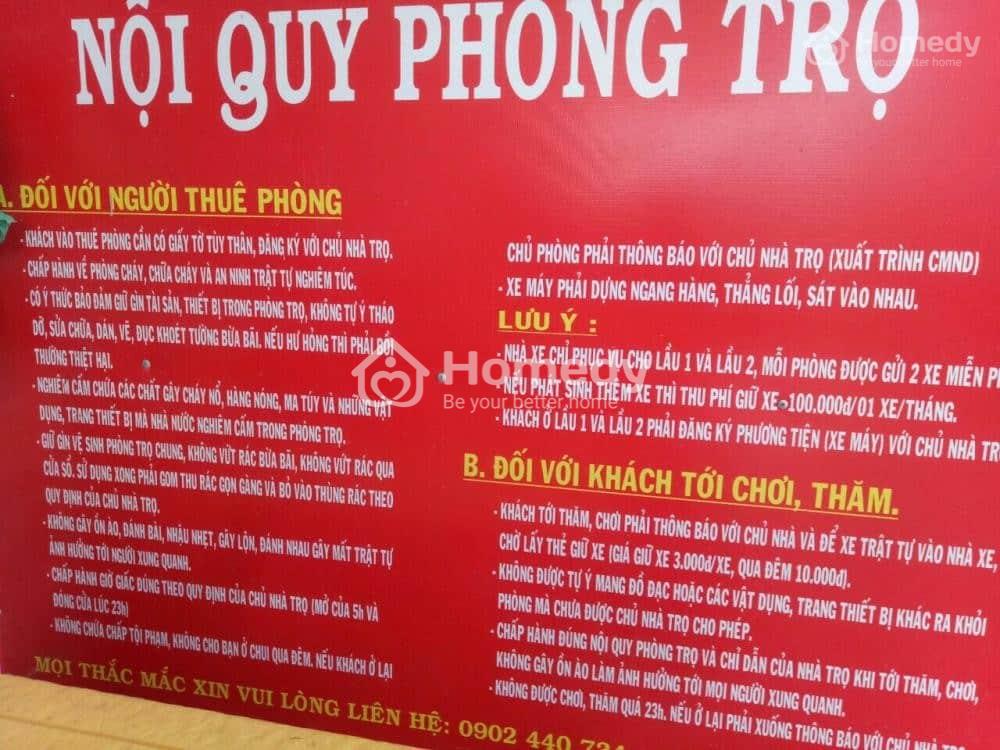 NỘI QUY PHÒNG TRỌ
Homedy
Be your better home
A. ĐỐI VỚI NGƯỜI THUÊ PHÒNG
- KHÁCH VÀO THUÊ PHÒNG CẦN CÓ GIẤY TỜ TÙY THÂN, ĐĂNG KÝ VỚI CHỦ NHÀ TRỌ.
- CHẤP HÀNH VỀ PHÒNG CHÁY, CHỮA CHÁY VÀ AN NINH TRẬT TỰ NGHIÊM TÚC.
- CÓ Ý THỨC BẢO ĐẢM GIỮ GÌN TÀI SẢN, THIẾT BỊ TRONG PHÒNG TRỌ, KHÔNG TỰ Ý THÁO
DỠ, SỬA CHỮA, DÁN, VẼ, ĐỤC KHOÉT TƯỜNG BỪA BÃI. NẾU HƯ HỎNG THÌ PHẢI BỒI
THƯỜNG THIỆT HẠI.
- NGHIÊM CẤM CHỨA CÁC CHẤT GÂY CHÁY NỔ, HÀNG NÓNG, MA TÚY VÀ NHỮNG VẬT
DỤNG, TRANG THIẾT BỊ MÀ NHÀ NƯỚC NGHIÊM CẤM TRONG PHÒNG TRỌ.
- GIỮ GÌN VỆ SINH PHÒNG TRỌ CHUNG, KHÔNG VỨT RÁC BỪA BÃI, KHÔNG VỨT RÁC QUA
CỬA SỔ. SỬ DỤNG XONG PHẢI GOM THU RÁC GỌN GÀNG VÀ BỎ VÀO THÙNG RÁC THEO
QUY ĐỊNH CỦA CHỦ NHÀ TRỌ.
- KHÔNG GÂY ỒN ÀO, ĐÁNH BÀI, NHẬU NHẸT, GÂY LỘN, ĐÁNH NHAU GÂY MẤT TRẬT TỰ
ẢNH HƯỞNG TỚI NGƯỜI XUNG QUANH.
- CHẤP HÀNH GIỜ GIẤC ĐÚNG THEO QUY ĐỊNH CỦA CHỦ NHÀ TRỌ (MỞ CỬA 5h VÀ
ĐÓNG CỬA LÚC 23h)
- KHÔNG CHỨA CHẤP TỘI PHẠM, KHÔNG CHO BẠN Ở CHUI QUA ĐÊM. NẾU KHÁCH Ở LẠI
CHỦ PHÒNG PHẢI THÔNG BÁO VỚI CHỦ NHÀ TRỌ (XUẤT TRÌNH CMND)
- XE MÁY PHẢI DỰNG NGANG HÀNG, THẲNG LỐI, SÁT VÀO NHAU.
LƯU Ý :
- NHÀ XE CHỈ PHỤC VỤ CHO LẦU 1 VÀ LẦU 2, MỖI PHÒNG ĐƯỢC GỬI 2 XE MIỄN
NẾU PHÁT SINH THÊM XE THÌ THU PHÍ GIỮ XE 100.000đ/01 XE/THÁNG.
- KHÁCH Ở LẦU 1 VÀ LẦU 2 PHẢI ĐĂNG KÝ PHƯƠNG TIỆN (XE MÁY) VỚI CHỦ NHÀ
Homedy
Be your better home
B. ĐỐI VỚI KHÁCH TỚI CHƠI, THĂM.
- KHÁCH TỚI THĂM, CHƠI PHẢI THÔNG BÁO VỚI CHỦ NHÀ VÀ ĐỂ XE TRẬT TỰ VÀO NHÀ XE,
CHỜ LẤY THẺ GIỮ XE (GIÁ GIỮ XE 3.000đ/XE, QUA ĐÊM 10.000đ).
- KHÔNG ĐƯỢC TỰ Ý MANG ĐỒ ĐẠC HOẶC CÁC VẬT DỤNG, TRANG THIẾT BỊ KHÁC RA KHỎI
PHÒNG MÀ CHƯA ĐƯỢC CHỦ NHÀ TRỌ CHO PHÉP.
- CHẤP HÀNH ĐÚNG NỘI QUY PHÒNG TRỌ VÀ CHỈ DẪN CỦA NHÀ TRỌ KHI TỚI THĂM, CHƠI,
KHÔNG GÂY ỒN ÀO LÀM ẢNH HƯỞNG TỚI MỌI NGƯỜI XUNG QUANH.
- KHÔNG ĐƯỢC CHƠI, THĂM QUÁ 23h. NẾU Ở LẠI PHẢI XUỐNG THÔNG BÁO VỚI CHỦ NHÀ
MỌI THẮC MẮC XIN VUI LÒNG LIÊN HỆ: 0902 440